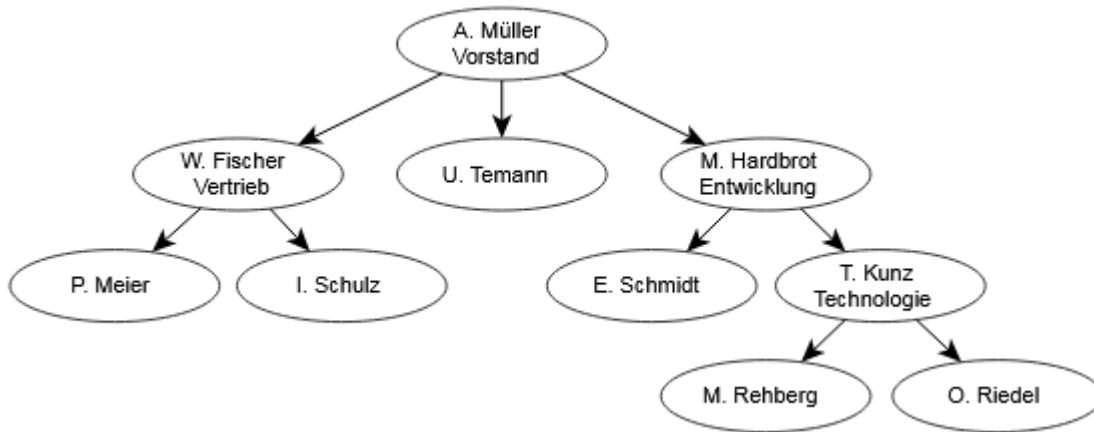 A. Müller
Vorstand
W. Fischer
Vertrieb
U. Temann
M. Hardbrot
Entwicklung
P. Meier
I. Schulz
E. Schmidt
T. Kunz
Technologie
M. Rehberg
O. Riedel